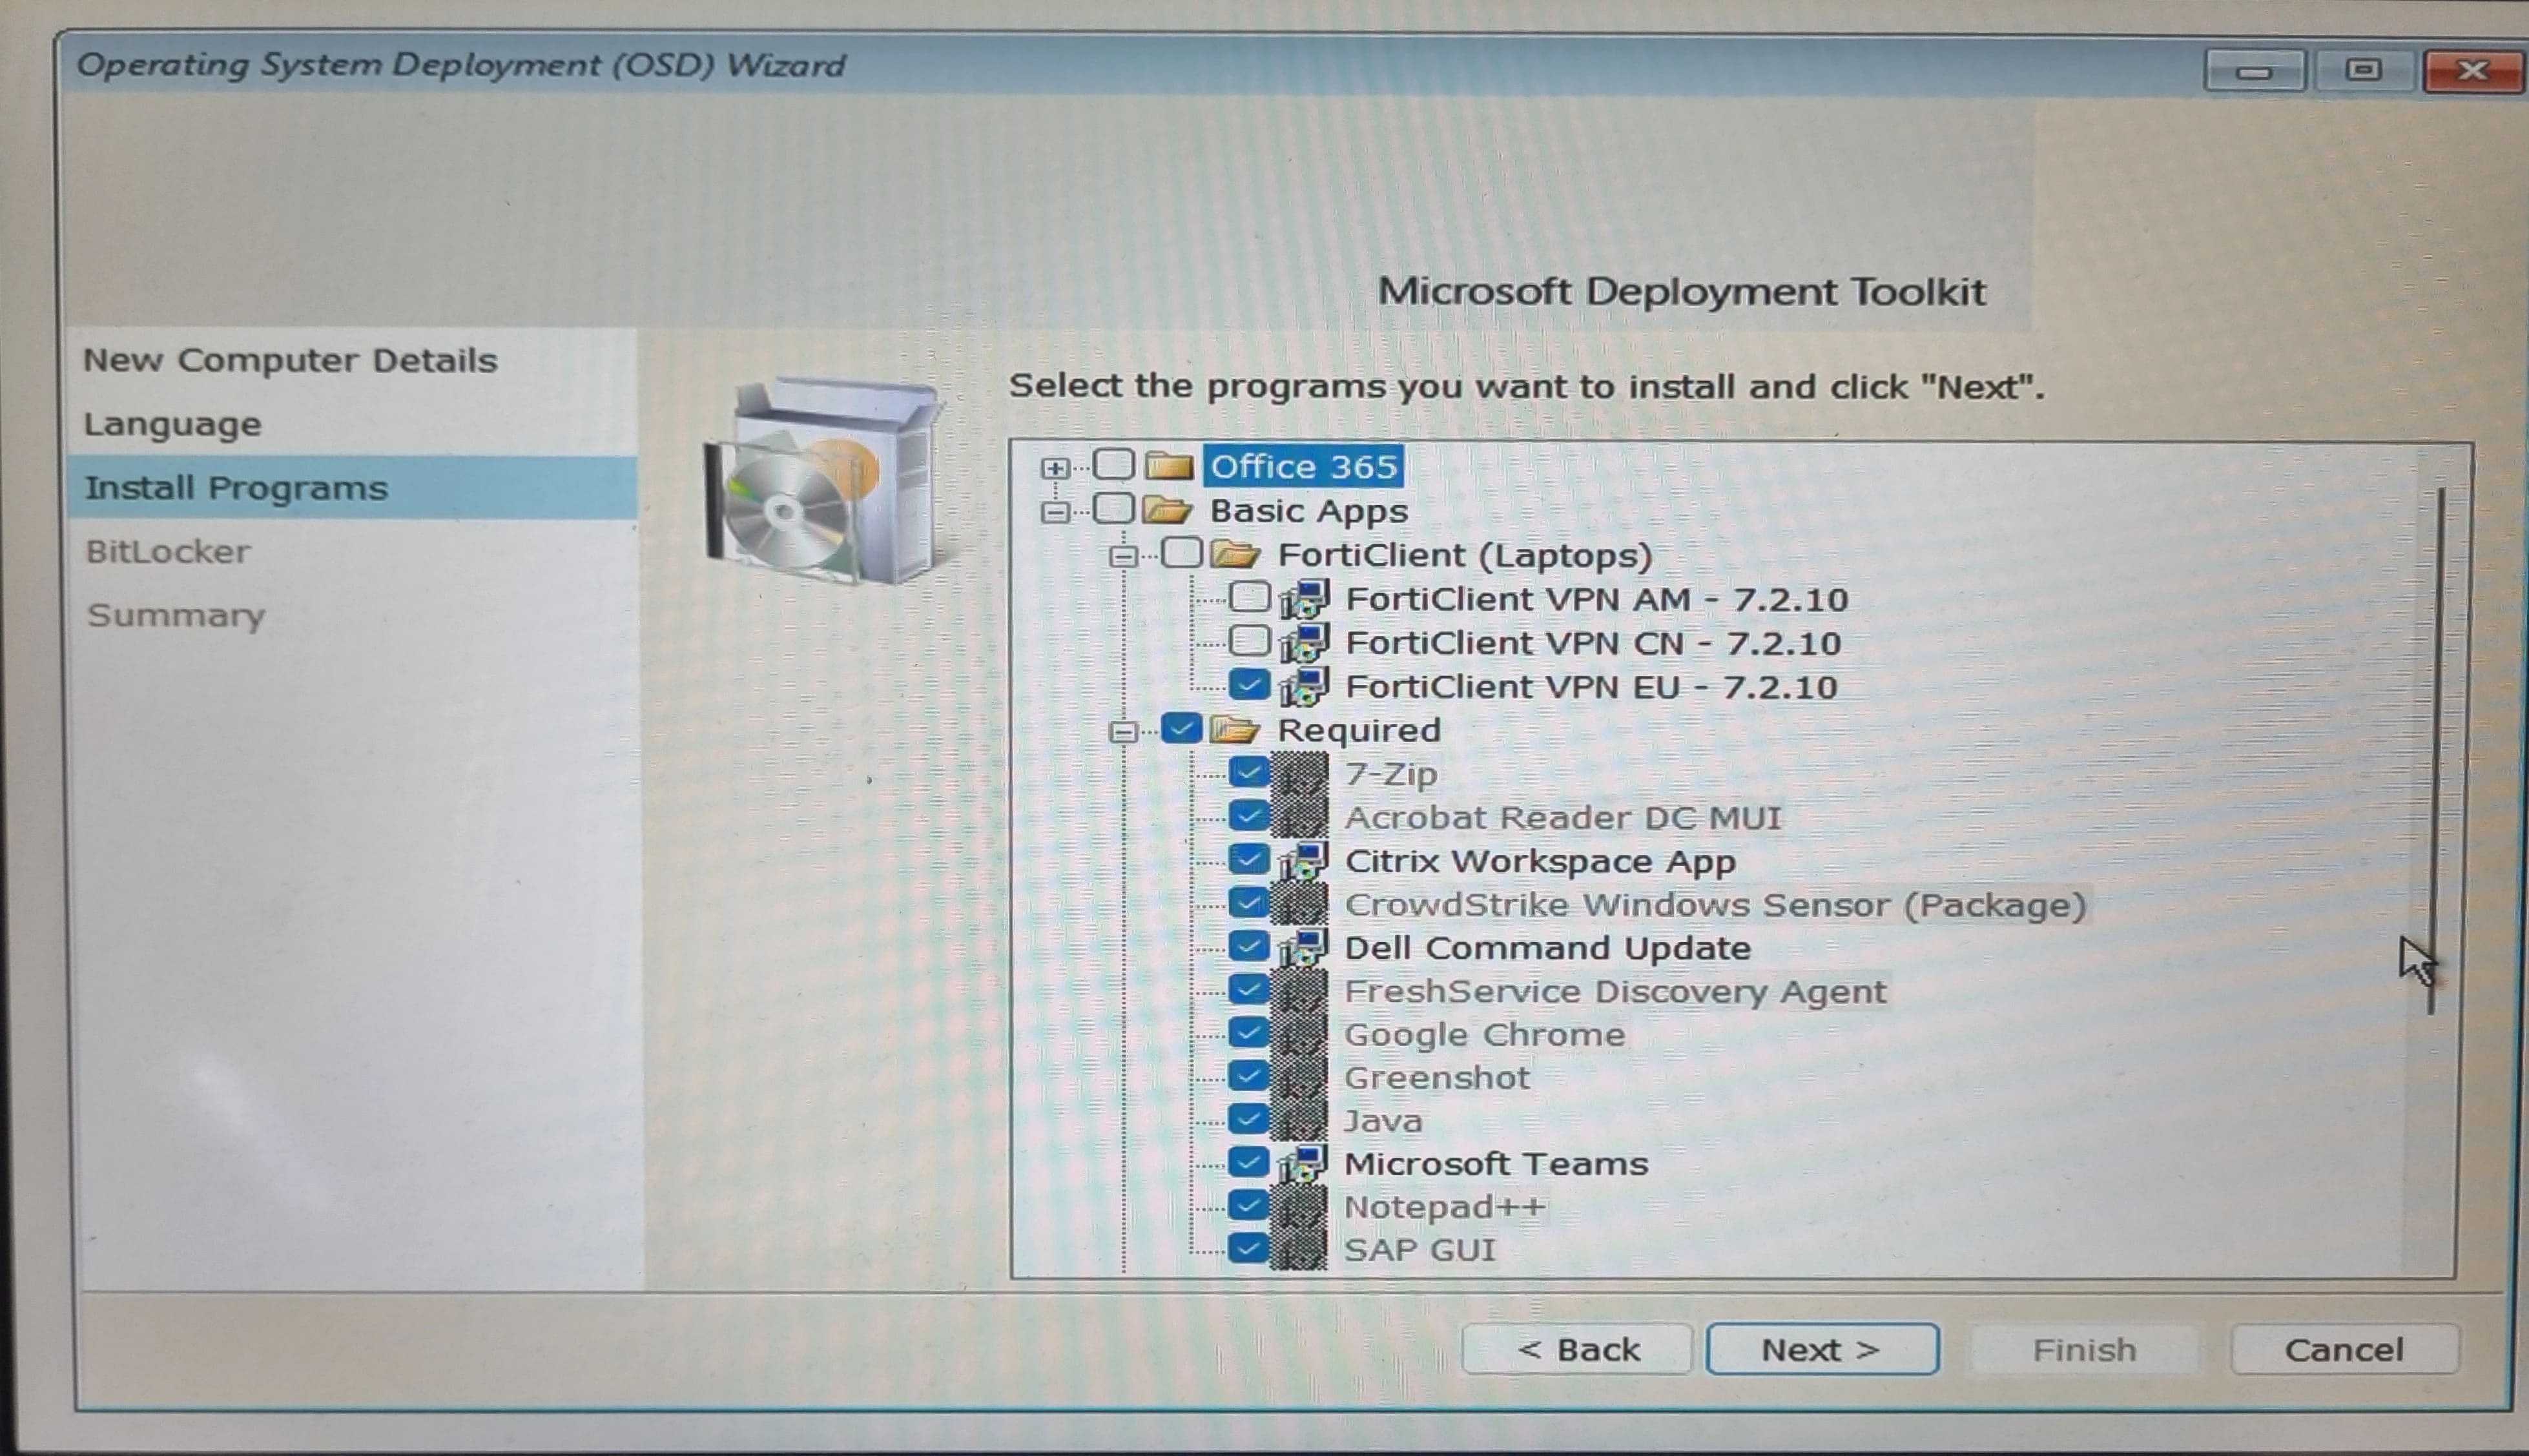 Operating System Deployment (OSD) Wizard
Microsoft Deployment Toolkit
New Computer Details
Language
Install Programs
BitLocker
Summary
Select the programs you want to install and click "Next".
Office 365
Basic Apps
FortiClient (Laptops)
FortiClient VPN AM - 7.2.10
FortiClient VPN CN - 7.2.10
FortiClient VPN EU - 7.2.10
Required
7-Zip
Acrobat Reader DC MUI
Citrix Workspace App
CrowdStrike Windows Sensor (Package)
Dell Command Update
FreshService Discovery Agent
Google Chrome
Greenshot
Java
Microsoft Teams
Notepad++
SAP GUI
< Back
Next >
Finish
Cancel